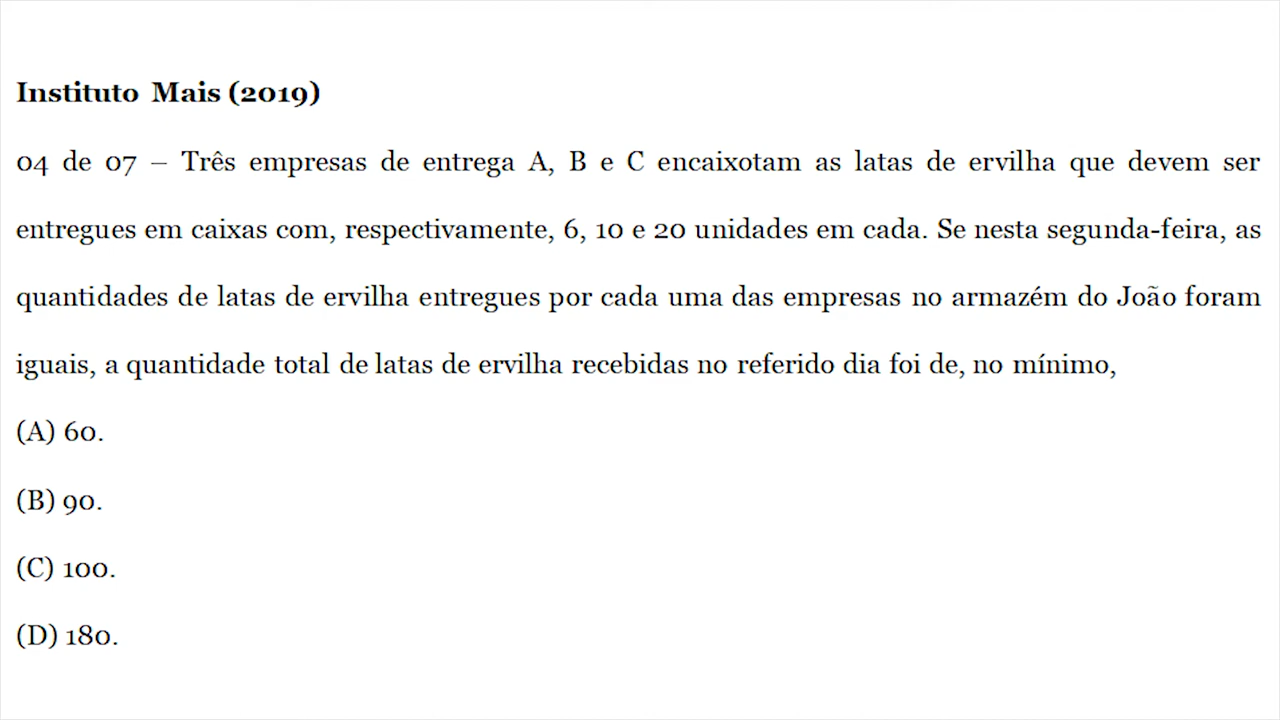 Instituto Mais (2019)
04 de 07 – Três empresas de entrega A, B e C encaixotam as latas de ervilha que devem ser
entregues em caixas com, respectivamente, 6, 10 e 20 unidades em cada. Se nesta segunda-feira, as
quantidades de latas de ervilha entregues por cada uma das empresas no armazém do João foram
iguais, a quantidade total de latas de ervilha recebidas no referido dia foi de, no mínimo,
(A) 60.
(B) 90.
(C) 100.
(D) 180.